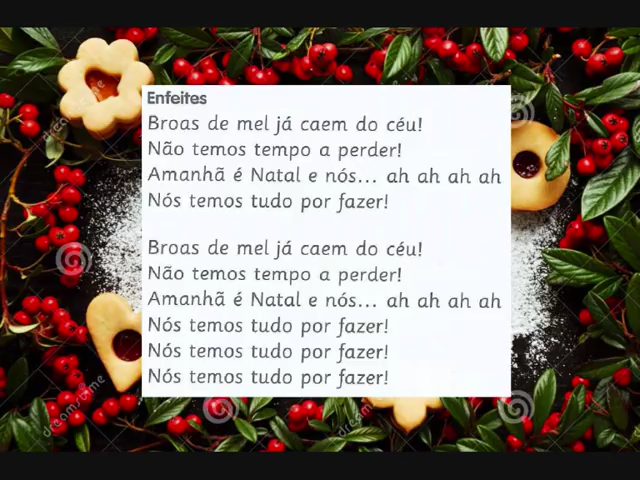 Enfeites
Broas de mel já caem do céu!
Não temos tempo a perder!
Amanhã é Natal e nós... ah ah ah ah
Nós temos tudo por fazer!
Broas de mel já caem do céu!
Não temos tempo a perder!
Amanhã é Natal e nós... ah ah ah ah
Nós temos tudo por fazer!
Nós temos tudo por fazer!
Nós temos tudo por fazer!